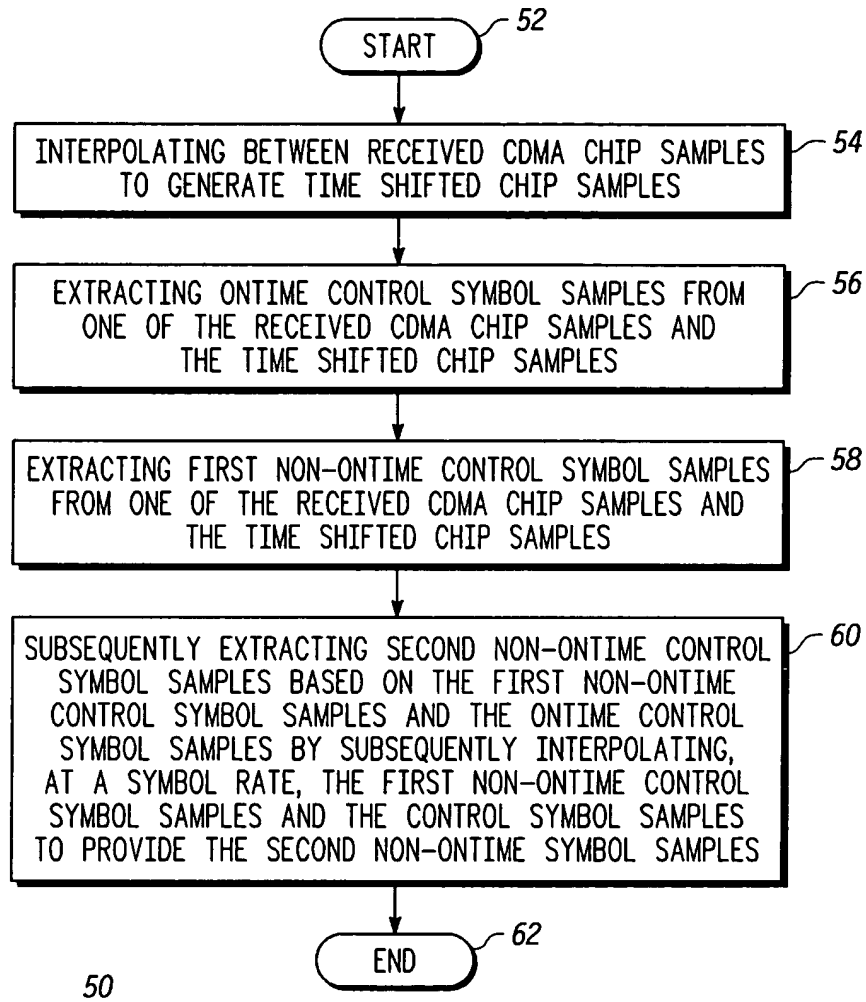 START
52
INTERPOLATING BETWEEN RECEIVED CDMA CHIP SAMPLES
TO GENERATE TIME SHIFTED CHIP SAMPLES
54
EXTRACTING ONTIME CONTROL SYMBOL SAMPLES FROM
ONE OF THE RECEIVED CDMA CHIP SAMPLES AND
THE TIME SHIFTED CHIP SAMPLES
56
EXTRACTING FIRST NON-ONTIME CONTROL SYMBOL SAMPLES
FROM ONE OF THE RECEIVED CDMA CHIP SAMPLES AND
THE TIME SHIFTED CHIP SAMPLES
58
SUBSEQUENTLY EXTRACTING SECOND NON-ONTIME CONTROL
SYMBOL SAMPLES BASED ON THE FIRST NON-ONTIME
CONTROL SYMBOL SAMPLES AND THE ONTIME CONTROL
SYMBOL SAMPLES BY SUBSEQUENTLY INTERPOLATING,
AT A SYMBOL RATE, THE FIRST NON-ONTIME CONTROL
SYMBOL SAMPLES AND THE CONTROL SYMBOL SAMPLES
TO PROVIDE THE SECOND NON-ONTIME SYMBOL SAMPLES
60
END
62
50